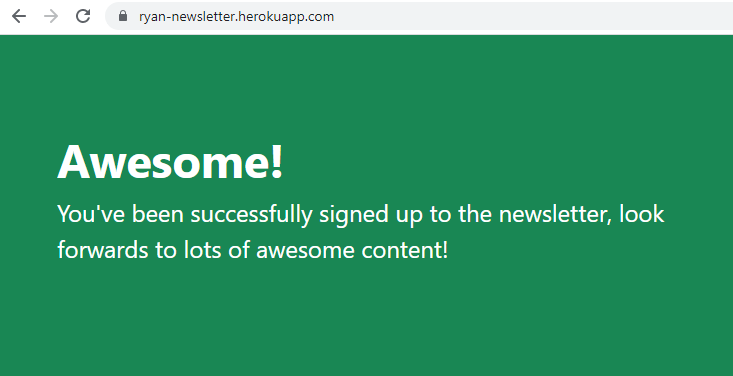 ryan-newsletter.herokuapp.com
Awesome!
You've been successfully signed up to the newsletter, look
forwards to lots of awesome content!